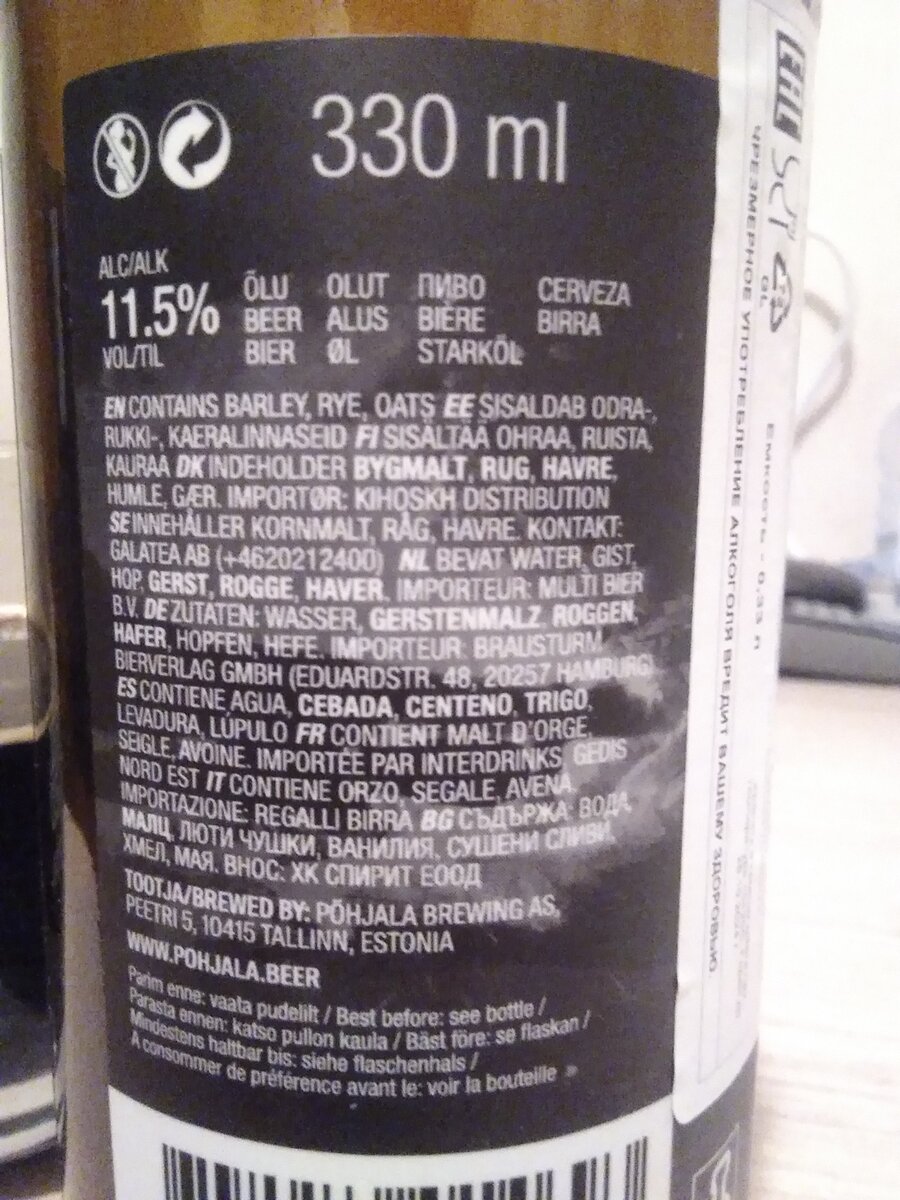 330 ml
ALC/ALK
11.5%
VOL/TIL
ÕLU OLUT ПИВО CERVEZA
BEER ALUS BIÈRE BIRRA
BIER ØL STARKÖL
EN CONTAINS BARLEY, RYE, OATS EE SISALDAB ODRA-,
RUKKI-, KAERALINNASEID FI SISÄLTÄÄ OHRAA, RUISTA,
KAURAA DK INDEHOLDER BYGMALT, RUG, HAVRE,
HUMLE, GÆR. IMPORTØR: KIHOSKH DISTRIBUTION
SE INNEHÅLLER KORNMALT, RÅG, HAVRE. KONTAKT:
GALATEA AB (+4620212400) NL BEVAT WATER, GIST,
HOP, GERST, ROGGE, HAVER. IMPORTEUR: MULTI BIER
B.V. DE ZUTATEN: WASSER, GERSTENMALZ, ROGGEN,
HAFER, HOPFEN, HEFE. IMPORTEUR: BRAUSTURM
BIERVERLAG GMBH (EDUARDSTR. 48, 20257 HAMBURG)
ES CONTIENE AGUA, CEBADA, CENTENO, TRIGO,
LEVADURA, LÚPULO FR CONTIENT MALT D'ORGE,
SEIGLE, AVOINE. IMPORTÉE PAR INTERDRINKS, GEDIS
NORD EST IT CONTIENE ORZO, SEGALE, AVENA.
IMPORTAZIONE: REGALLI BIRRA BG СЪДЪРЖА: ВОДА,
МАЛЦ, ЛЮТИ ЧУШКИ, ВАНИЛИЯ, СУШЕНИ СЛИВИ,
ХМЕЛ, МАЯ. ВНОС: ХК СПИРИТ ЕООД
TOOTJA/BREWED BY: PÕHJALA BREWING AS,
PEETRI 5, 10415 TALLINN, ESTONIA
WWW.POHJALA.BEER
Parim enne: vaata pudelilt / Best before: see bottle /
Parasta ennen: katso pullon kaula / Bäst före: se flaskan /
Mindestens haltbar bis: siehe flaschenhals /
À consommer de préférence avant le: voir la bouteille
EAC
GL
ЧРЕЗМЕРНОЕ УПОТРЕБЛЕНИЕ АЛКОГОЛЯ ВРЕДИТ ВАШЕМУ ЗДОРОВЬЮ
Емкость - 0,33 л